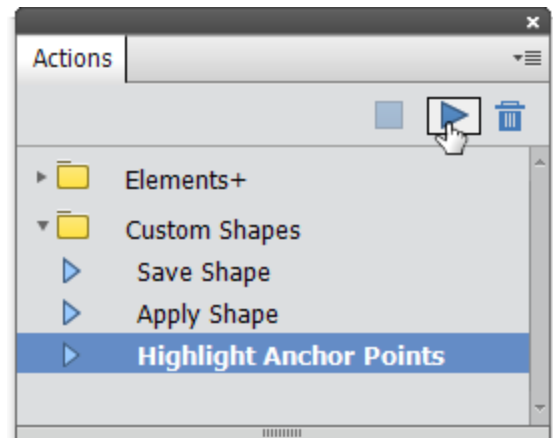 Actions
Elements+
Custom Shapes
Save Shape
Apply Shape
Highlight Anchor Points